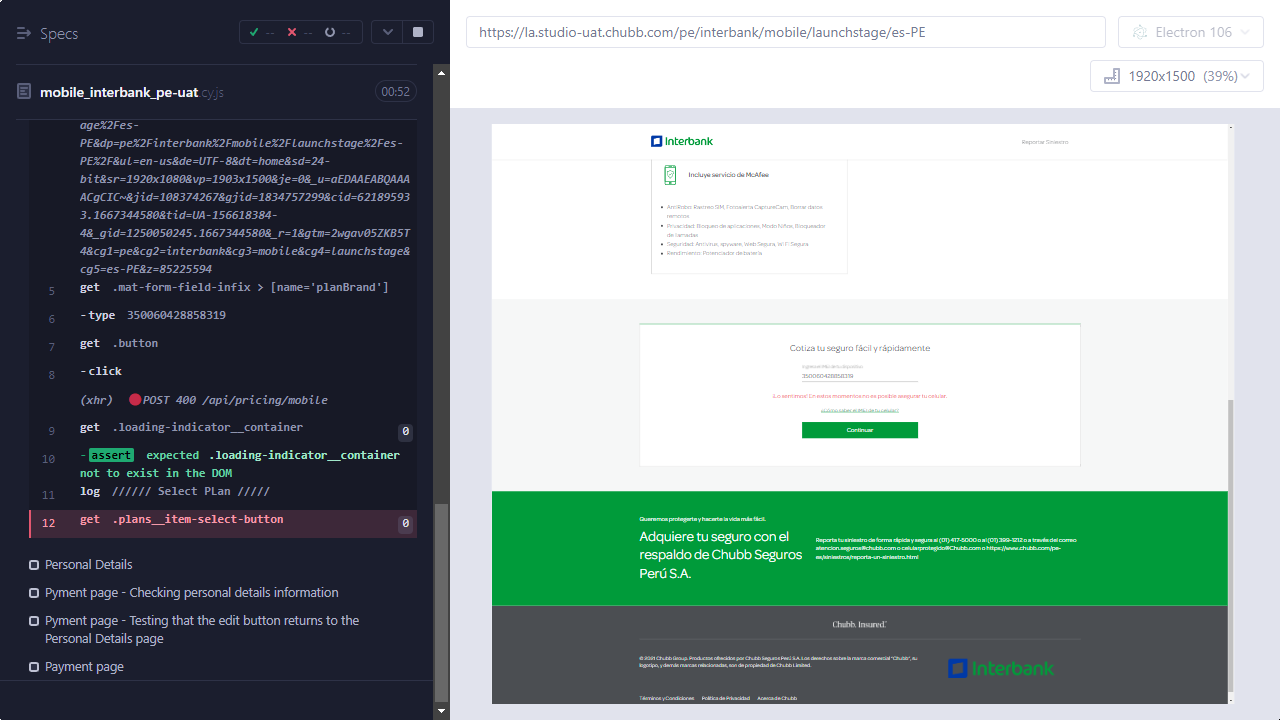 Specs
-- -- --
https://la.studio-uat.chubb.com/pe/interbank/mobile/launchstage/es-PE
Electron 106
1920x1500 (39%)
mobile_interbank_pe-uat.cy.js
00:52
age%2Fes-
PE&dp=pe%2Finterbank%2Fmobile%2Flaunchstage%2Fes-
PE%2F&ul=en-us&de=UTF-8&dt=home&sd=24-
bit&sr=1920x1080&vp=1903x1500&je=0&_u=aEDAAEABQAAA
ACgCIC~&jid=108374267&gjid=1834757299&cid=62189593
3.1667344580&tid=UA-156618384-
4&_gid=1250050245.1667344580&_r=1&gtm=2wgav05ZKB5T
T&cg1=pe&cg2=interbank&cg3=mobile&cg4=launchstage&
cg5=es-PE&z=85225594
5 get .mat-form-field-infix > [name='planBrand']
6 -type 350060428858319
7 get .button
8 -click
(xhr) POST 400 /api/pricing/mobile
9 get .loading-indicator__container 0
10 -assert expected .loading-indicator__container
not to exist in the DOM
11 log ////// Select PLan /////
12 get .plans__item-select-button 0
Personal Details
Pyment page - Checking personal details information
Pyment page - Testing that the edit button returns to the
Personal Details page
Payment page
Interbank
Reportar Siniestro
Incluye servicio de McAfee
Anti Robo: Rastreo SIM, Fotoalerta CaptureCam, Borrar datos
remotos
Privacidad: Bloqueo de aplicaciones, Modo Niños, Bloqueador
de llamadas
Seguridad: Antivirus, spyware, Web Segura, Wi Fi Segura
Rendimiento: Potenciador de batería
Cotiza tu seguro fácil y rápidamente
350060428858319
¡Lo sentimos! En estos momentos no es posible asegurar tu celular.
¿Cómo saber el IMEI de tu celular?
Continuar
Queremos protegerte y hacerte la vida más fácil.
Adquiere tu seguro con el
respaldo de Chubb Seguros
Perú S.A.
Reporta tu siniestro de forma rápida y segura al (01) 417-5000 o al (01) 399-1212 o a través del correo
atencion.seguros@chubb.com o celularprotegido@Chubb.com o https://www.chubb.com/pe-
es/siniestros/reporta-un-siniestro.html
Chubb. Insured.
© 2021 Chubb Group. Productos ofrecidos por Chubb Seguros Perú S.A. Los derechos sobre la marca comercial "Chubb", su
logotipo, y demás marcas relacionadas, son de propiedad de Chubb Limited.
Interbank
Términos y Condiciones Política de Privacidad Acerca de Chubb